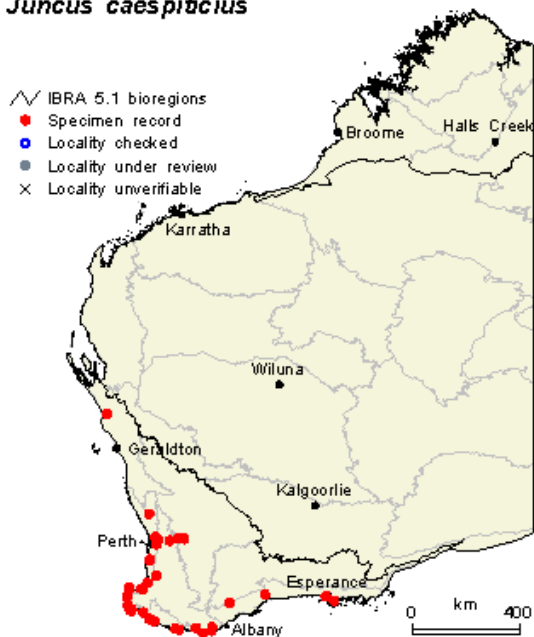 Juncus caespiticius
IBRA 5.1 bioregions
Specimen record
Locality checked
Locality under review
Locality unverifiable
Broome
Halls Creek
Karratha
Wiluna
Geraldton
Kalgoorlie
Perth
Esperance
Albany
km
0 400